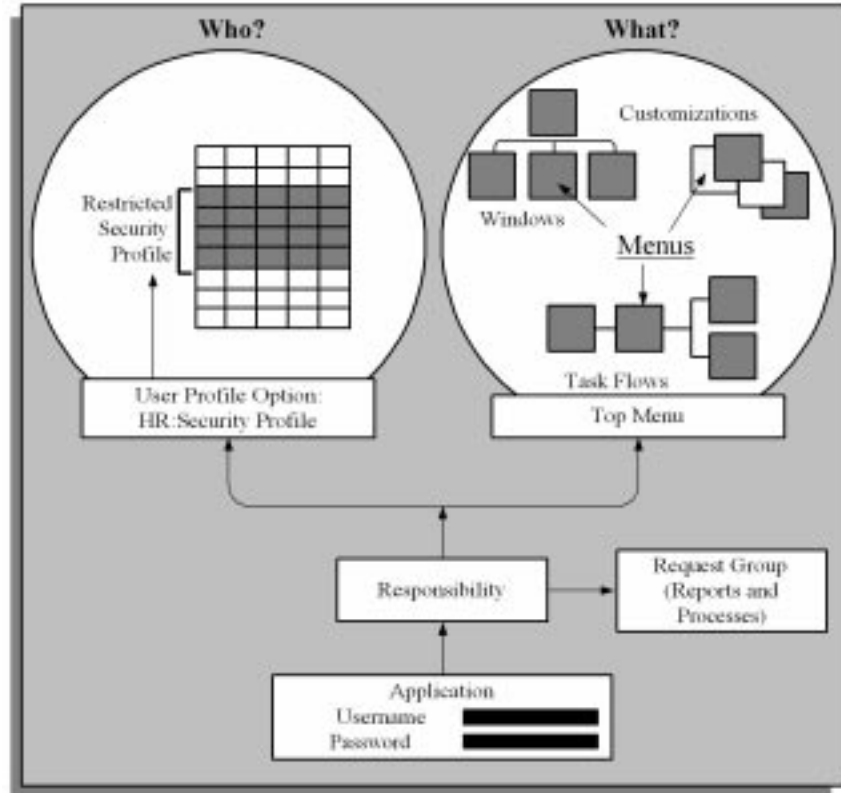 Who?
What?
Restricted
Security
Profile
User Profile Option:
HR:Security Profile
Customizations
Windows
Menus
Task Flows
Top Menu
Responsibility
Request Group
(Reports and
Processes)
Application
Username
Password